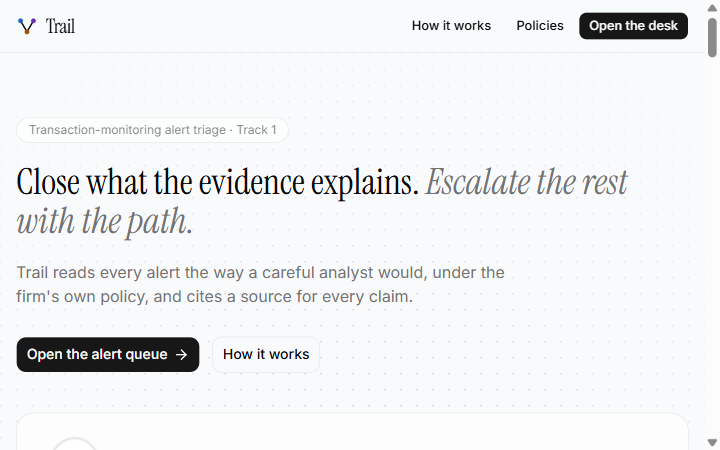 Trail
How it works
Policies
Open the desk
Transaction-monitoring alert triage · Track 1
Close what the evidence explains. Escalate the rest
with the path.
Trail reads every alert the way a careful analyst would, under the
firm's own policy, and cites a source for every claim.
Open the alert queue →
How it works